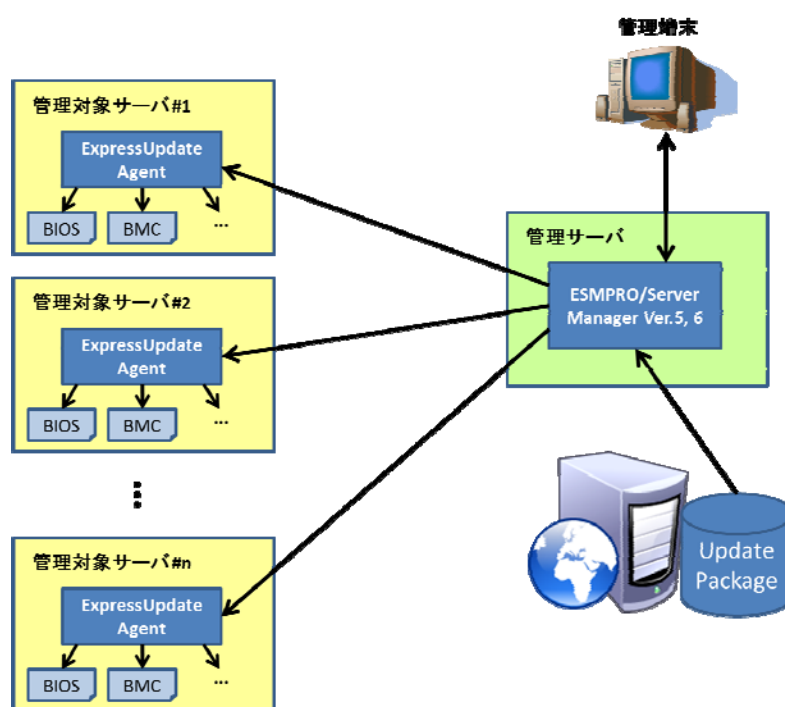 管理端末
管理対象サーバ#1
ExpressUpdate
Agent
BIOS
BMC
...
管理サーバ
ESMPRO/Server
Manager Ver.5, 6
管理対象サーバ#2
ExpressUpdate
Agent
BIOS
BMC
...
管理対象サーバ#n
ExpressUpdate
Agent
BIOS
BMC
...
Update
Package